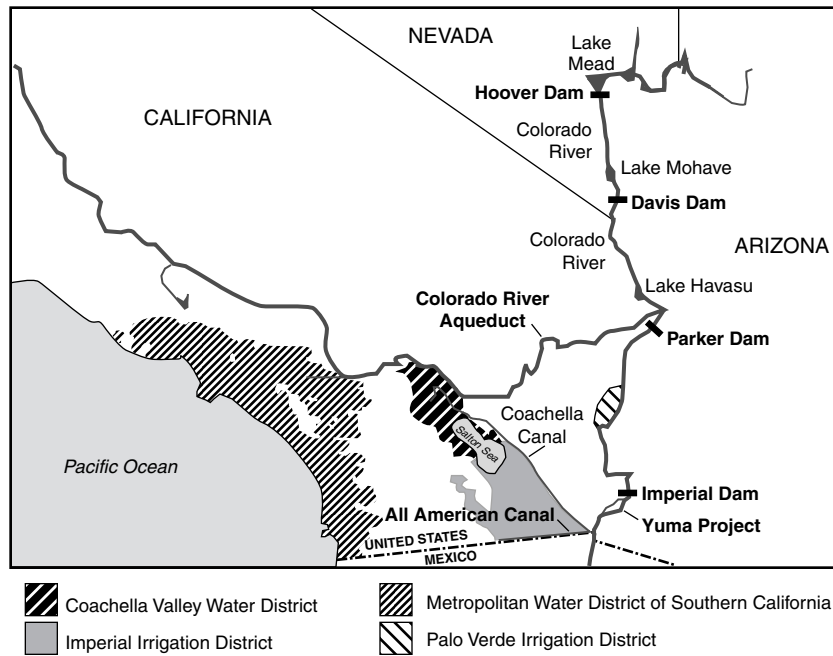 NEVADA
Lake
Mead
Hoover Dam
CALIFORNIA
Colorado
River
Lake Mohave
Davis Dam
Colorado
River
ARIZONA
Lake Havasu
Colorado River
Aqueduct
Parker Dam
Coachella
Canal
Salton Sea
Pacific Ocean
Imperial Dam
All American Canal
Yuma Project
UNITED STATES
MEXICO
Coachella Valley Water District
Metropolitan Water District of Southern California
Imperial Irrigation District
Palo Verde Irrigation District